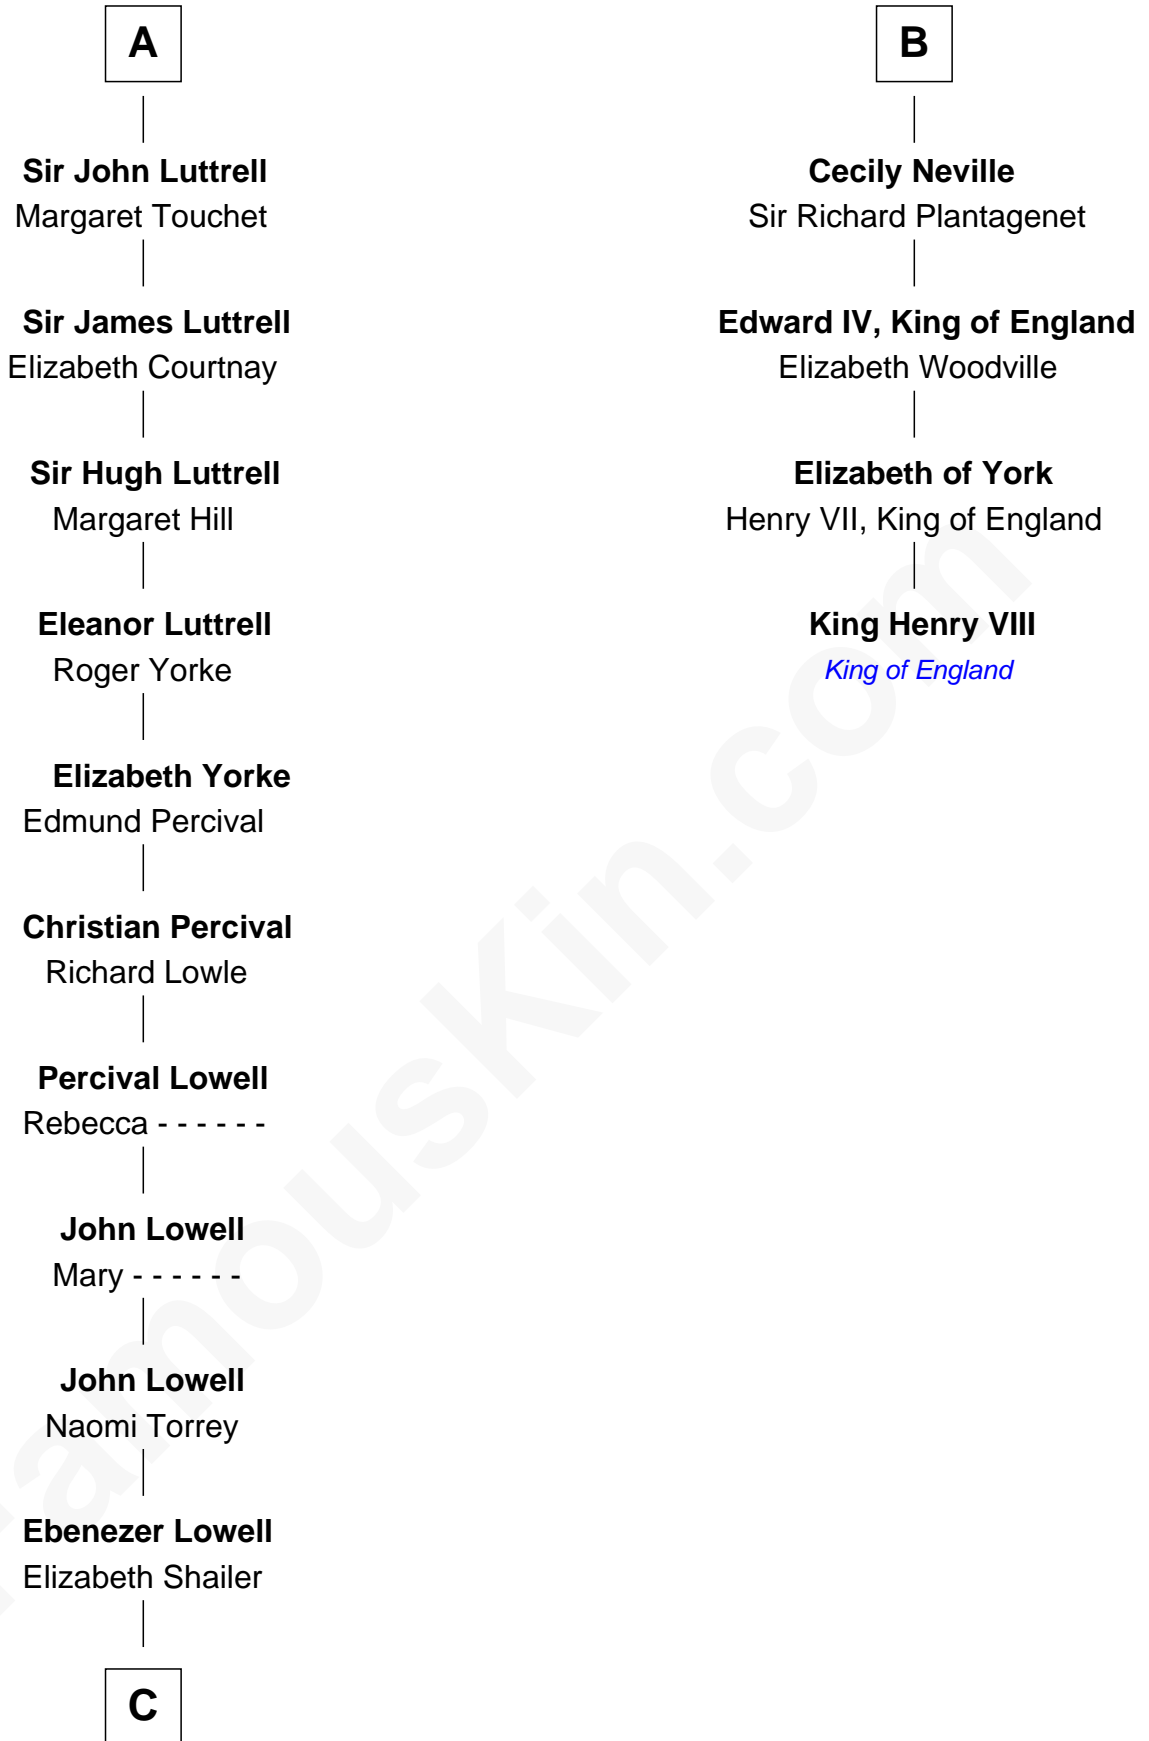 A
Sir John Luttrell
Margaret Touchet
Sir James Luttrell
Elizabeth Courtnay
Sir Hugh Luttrell
Margaret Hill
Eleanor Luttrell
Roger Yorke
Elizabeth Yorke
Edmund Percival
Christian Percival
Richard Lowle
Percival Lowell
Rebecca - - - - - -
John Lowell
Mary - - - - - -
John Lowell
Naomi Torrey
Ebenezer Lowell
Elizabeth Shailer
C
B
Cecily Neville
Sir Richard Plantagenet
Edward IV, King of England
Elizabeth Woodville
Elizabeth of York
Henry VII, King of England
King Henry VIII
King of England
FamousKin.com